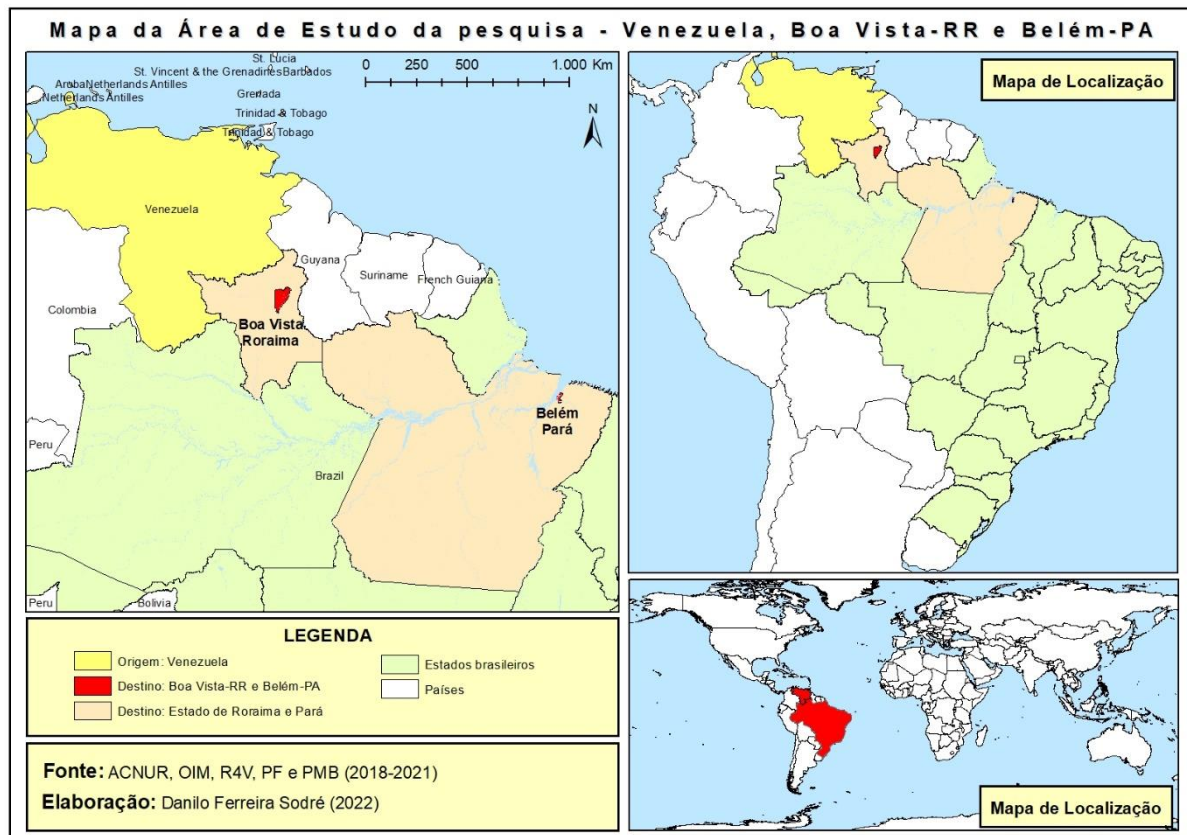 Mapa da Área de Estudo da pesquisa - Venezuela, Boa Vista-RR e Belém-PA
St. Lucia
St. Vincent & the Grenadines
Barbados
Aruba
Netherlands Antilles
Netherlands Antilles
Grenada
Trinidad & Tobago
Trinidad & Tobago
0 250 500 1.000 Km
N
Venezuela
Guyana
Suriname
French Guiana
Colombia
Boa Vista
Roraima
Belém
Pará
Peru
Brazil
Peru
Bolivia
Mapa de Localização
LEGENDA
Origem: Venezuela
Destino: Boa Vista-RR e Belém-PA
Destino: Estado de Roraima e Pará
Estados brasileiros
Países
Fonte: ACNUR, OIM, R4V, PF e PMB (2018-2021)
Elaboração: Danilo Ferreira Sodré (2022)
Mapa de Localização